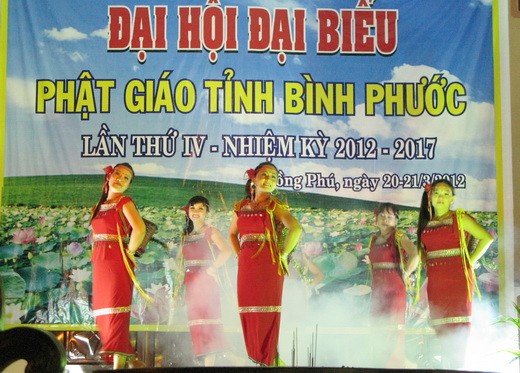 ĐẠI HỘI ĐẠI BIỂU
PHẬT GIÁO TỈNH BÌNH PHƯỚC
LẦN THỨ IV - NHIỆM KỲ 2012 - 2017
Đồng Phú, ngày 20-21/3/2012